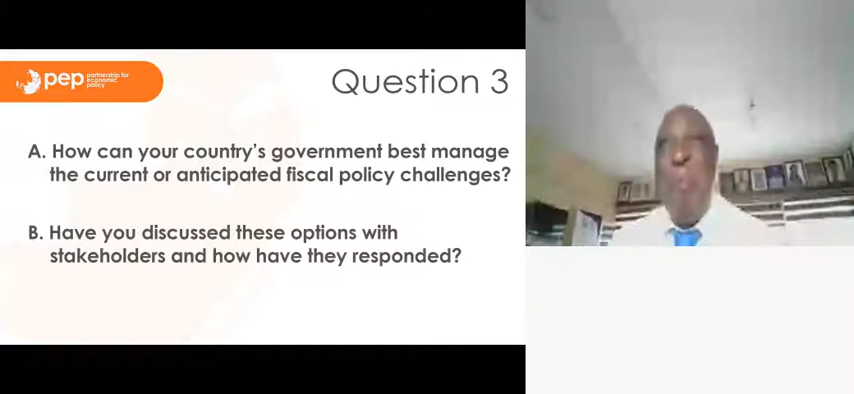 pep partnership for
economic
policy
Question 3
A. How can your country's government best manage
the current or anticipated fiscal policy challenges?
B. Have you discussed these options with
stakeholders and how have they responded?